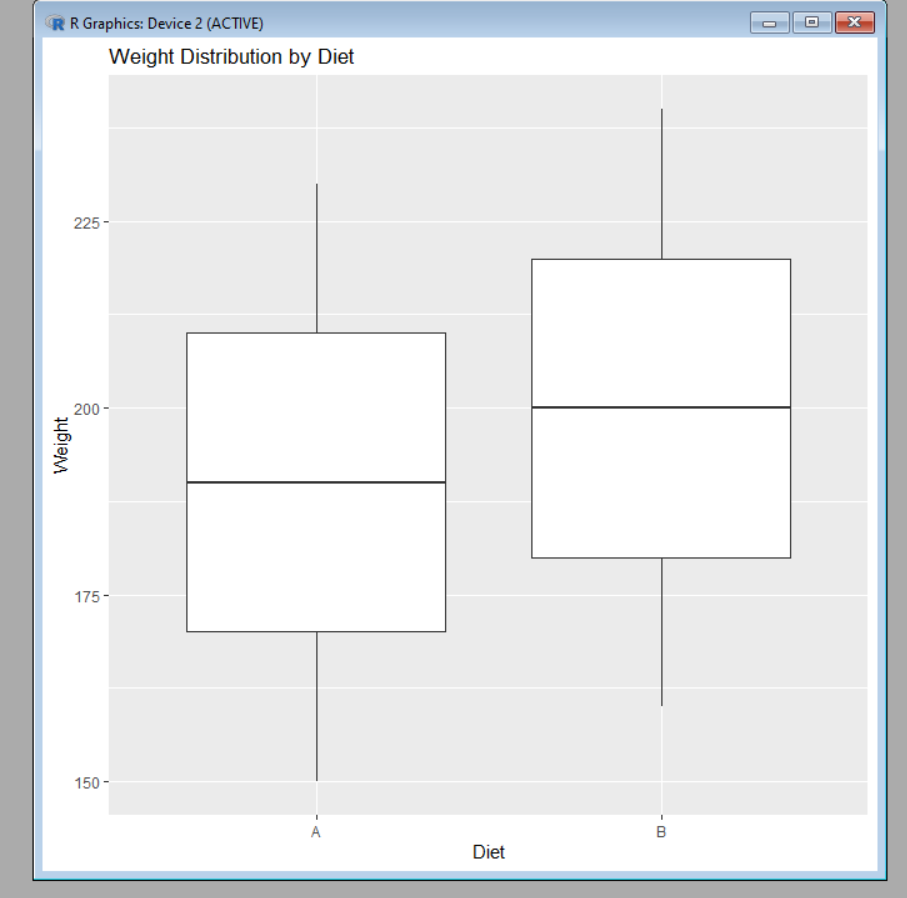 R Graphics: Device 2 (ACTIVE)
Weight Distribution by Diet
Weight
225
200
175
150
A B
Diet